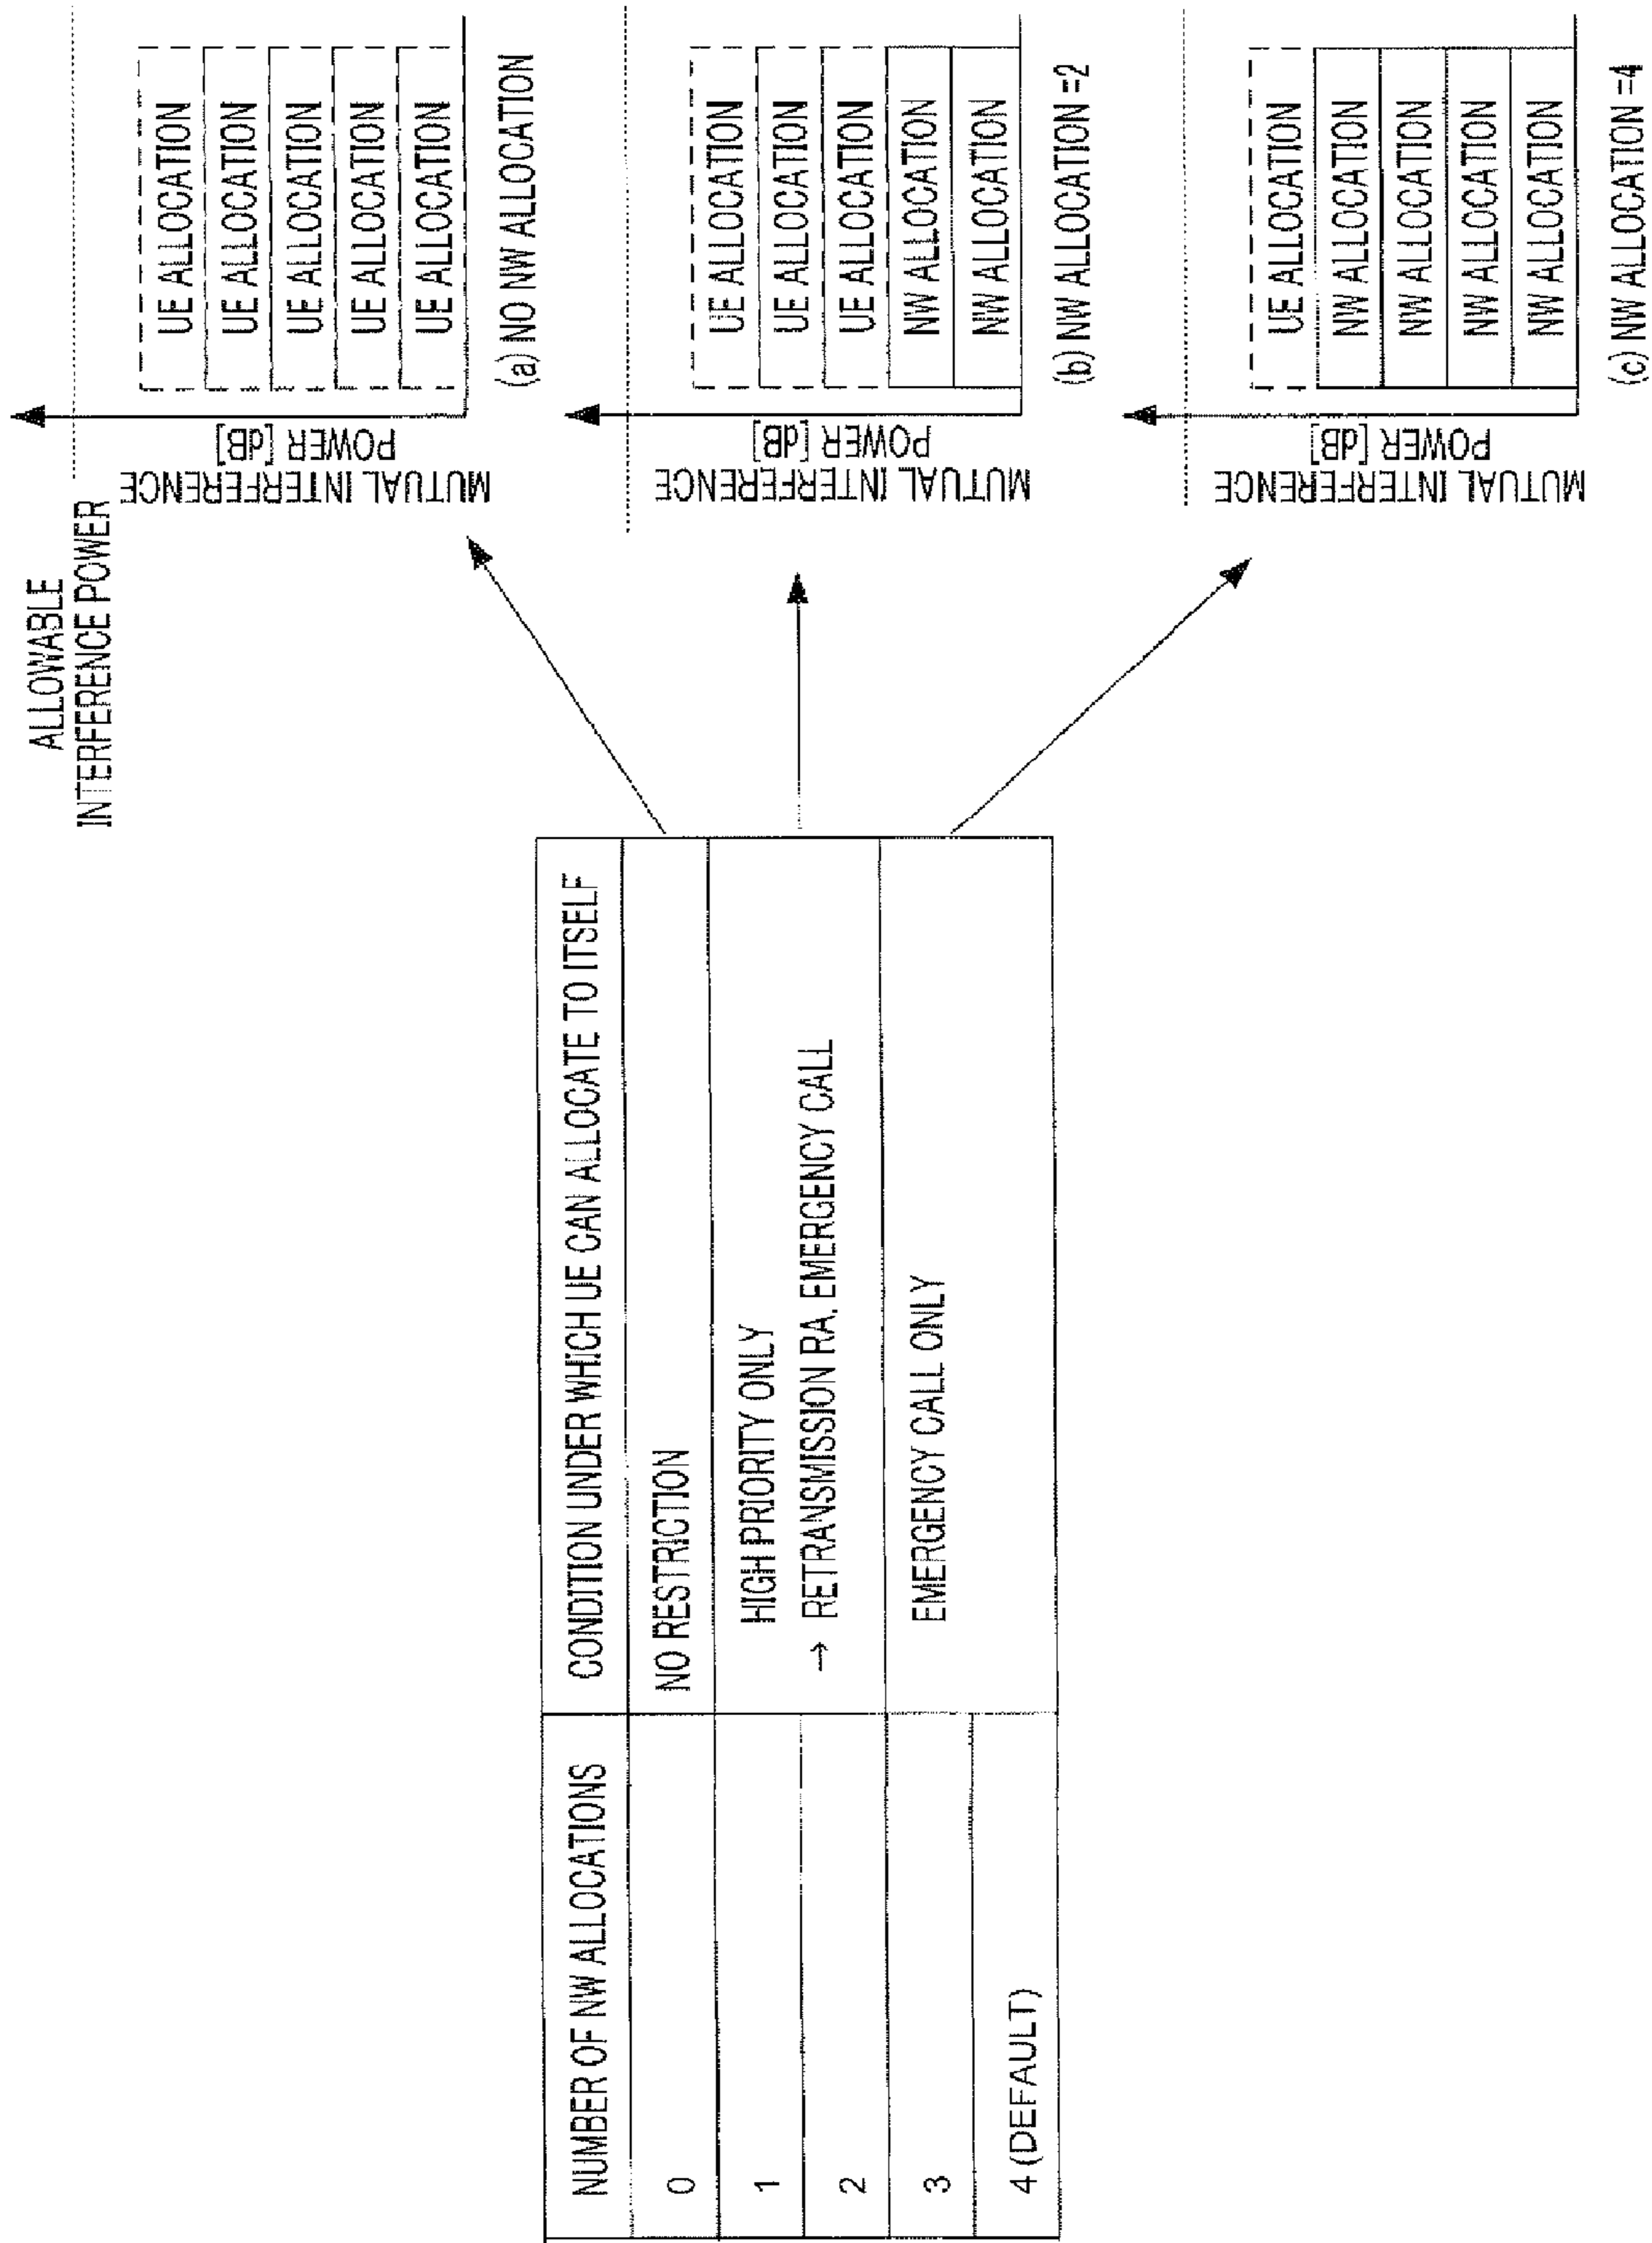 NUMBER OF NW ALLOCATIONS
CONDITION UNDER WHICH UE CAN ALLOCATE TO ITSELF
0
NO RESTRICTION
1
HIGH PRIORITY ONLY
2
→ RETRANSMISSION RA. EMERGENCY CALL
3
EMERGENCY CALL ONLY
4 (DEFAULT)
ALLOWABLE
INTERFERENCE POWER
MUTUAL INTERFERENCE
POWER [dB]
UE ALLOCATION
UE ALLOCATION
UE ALLOCATION
UE ALLOCATION
UE ALLOCATION
(a) NO NW ALLOCATION
MUTUAL INTERFERENCE
POWER [dB]
UE ALLOCATION
UE ALLOCATION
UE ALLOCATION
NW ALLOCATION
NW ALLOCATION
(b) NW ALLOCATION =2
MUTUAL INTERFERENCE
POWER [dB]
UE ALLOCATION
NW ALLOCATION
NW ALLOCATION
NW ALLOCATION
NW ALLOCATION
(c) NW ALLOCATION =4